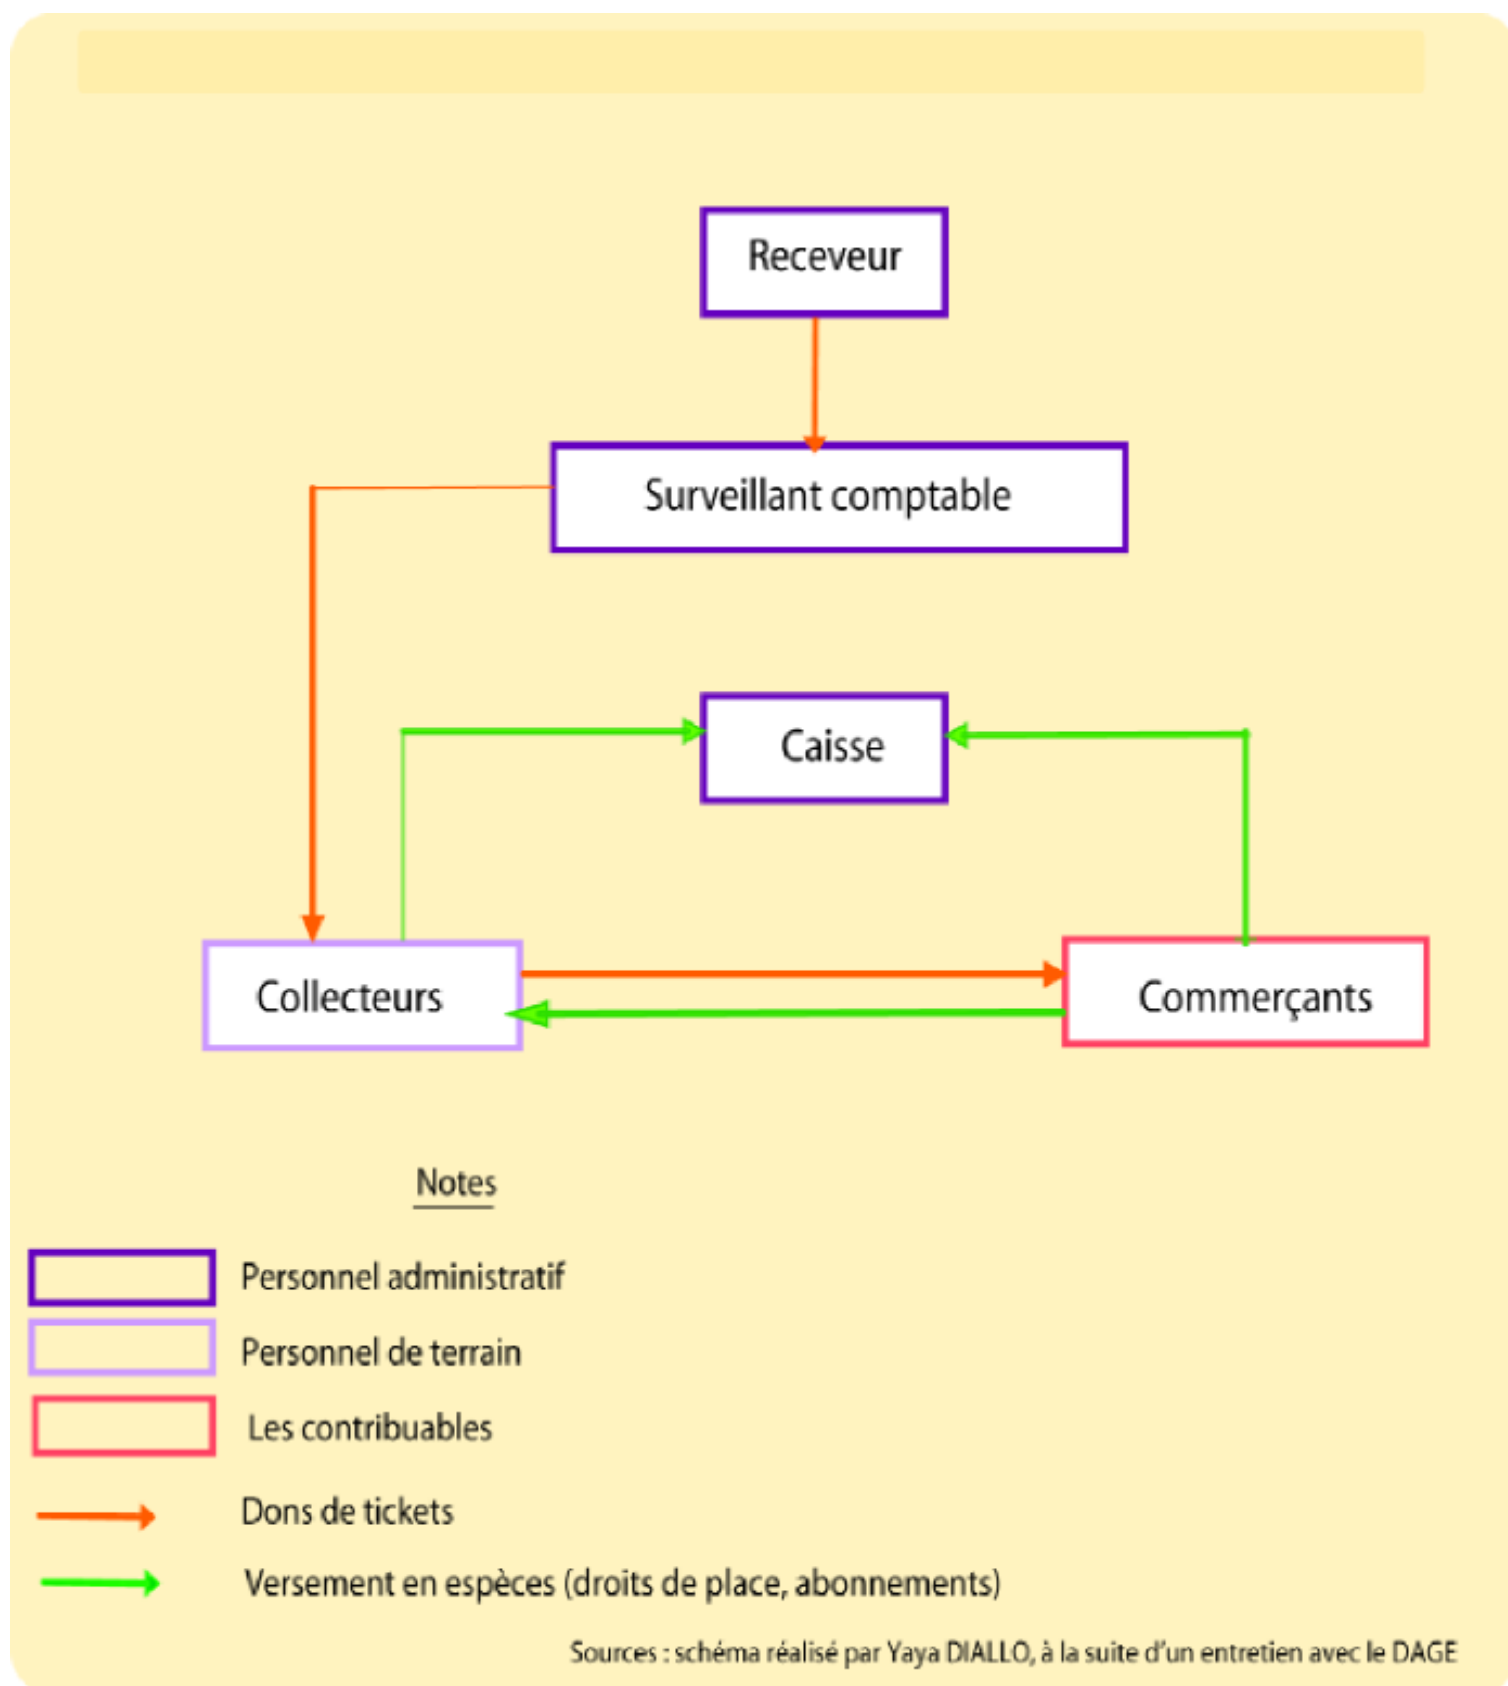 Receveur
Surveillant comptable
Caisse
Collecteurs
Commerçants
Notes
Personnel administratif
Personnel de terrain
Les contribuables
Dons de tickets
Versement en espèces (droits de place, abonnements)
Sources : schéma réalisé par Yaya DIALLO, à la suite d'un entretien avec le DAGE